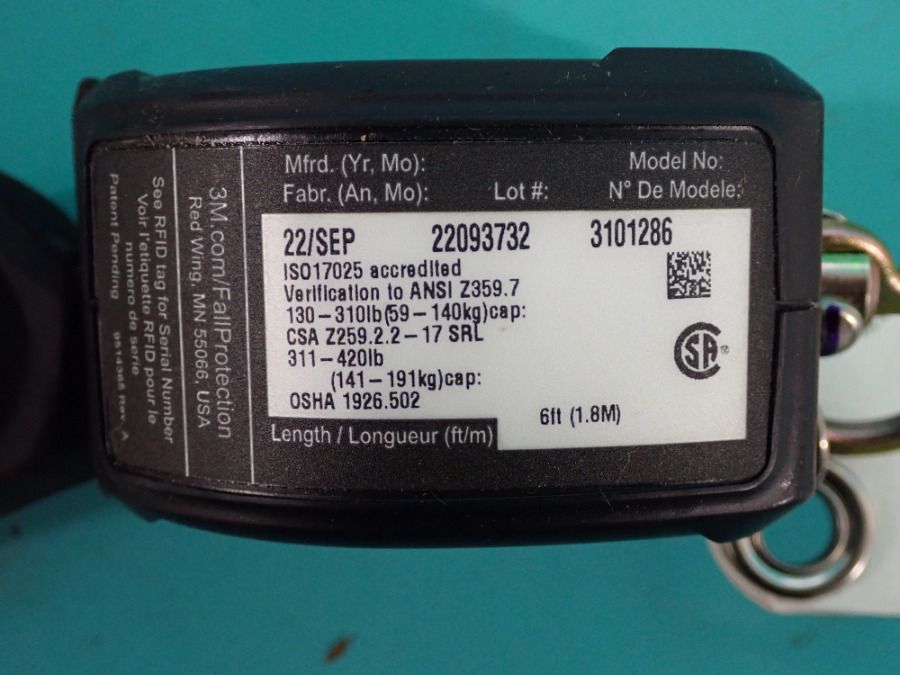 Mfrd. (Yr, Mo):
Model No:
Fabr. (An, Mo):
Lot #:
N° De Modele:
22/SEP
22093732
3101286
ISO17025 accredited
Verification to ANSI Z359.7
130-310lb(59-140kg)cap:
CSA Z259.2.2-17 SRL
311-420lb
(141-191kg)cap:
OSHA 1926.502
Length / Longueur (ft/m)
6ft (1.8M)
SA
3M.com/FallProtection
Red Wing, MN 55066, USA
See RFID tag for Serial Number
Voir l'etiquette RFID pour le
numero de serie
Patent Pending
9514366 Rev. A